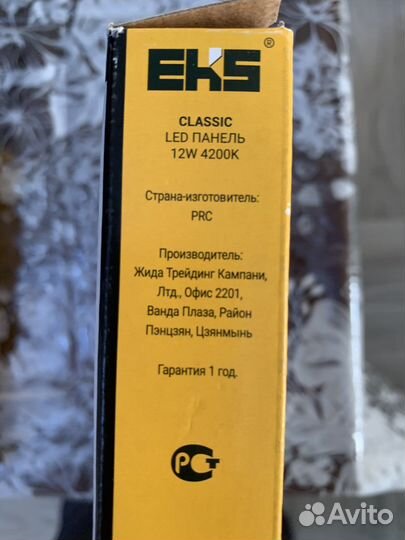 EKS ®
CLASSIC
LED ПАНЕЛЬ
12W 4200K
Страна-изготовитель:
PRC
Производитель:
Жида Трейдинг Кампани,
Лтд., Офис 2201,
Ванда Плаза, Район
Пэнцзян, Цзянмынь
Гарантия 1 год.
РСТ
Avito